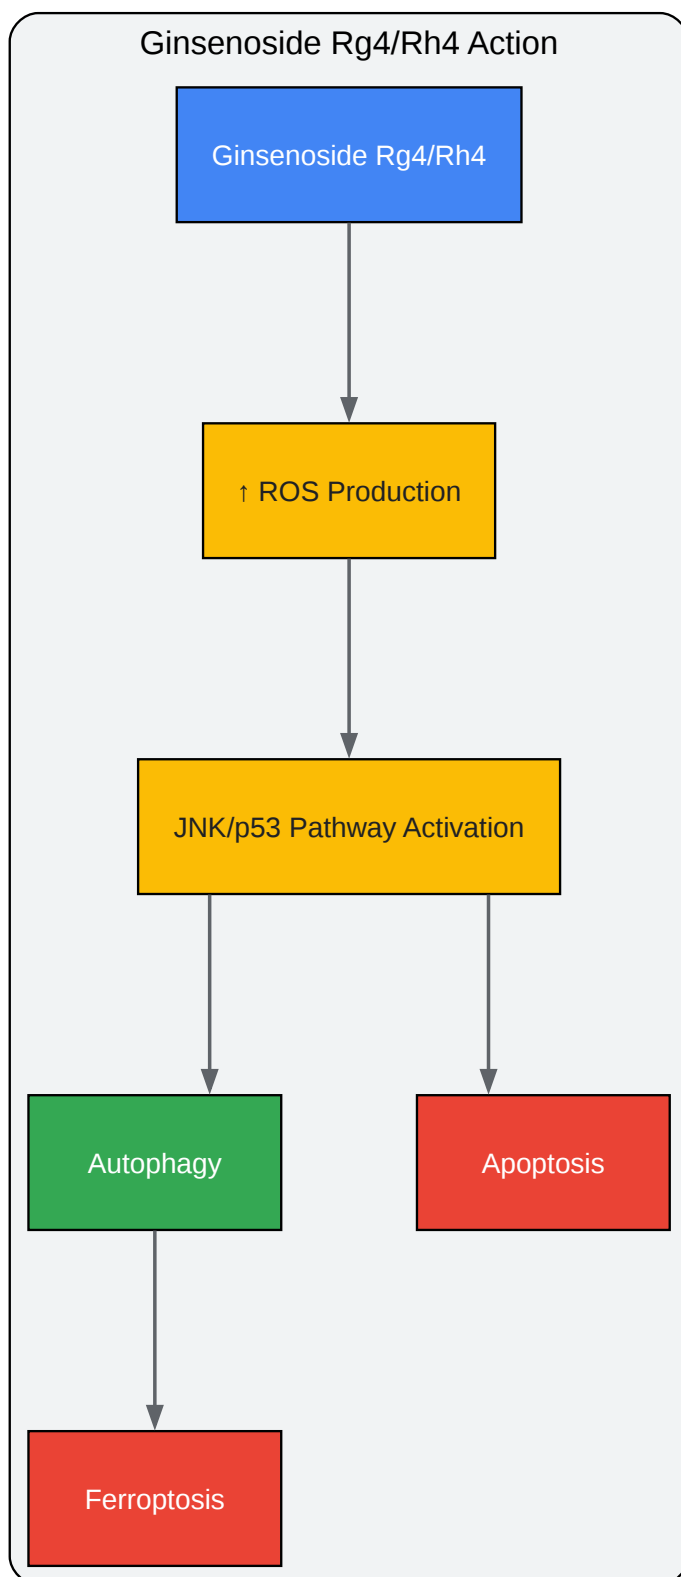 Ginsenoside Rg4/Rh4 Action
Ginsenoside Rg4/Rh4
↑ ROS Production
JNK/p53 Pathway Activation
Autophagy
Apoptosis
Ferroptosis